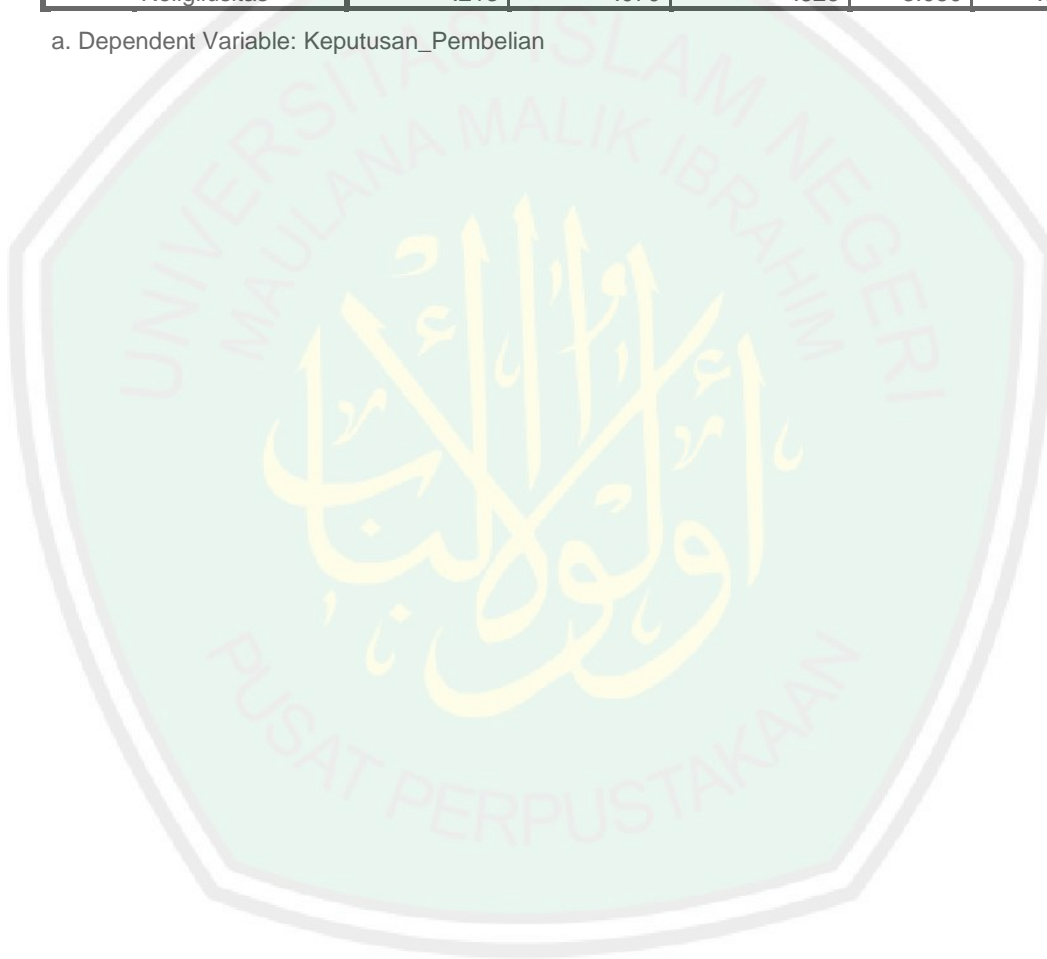 a. Dependent Variable: Keputusan_Pembelian
UNIVERSITAS ISLAM NEGERI
MAULANA MALIK IBRAHIM
أولو الألباب
PUSAT PERPUSTAKAAN